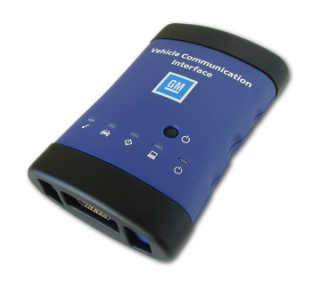 Vehicle Communication
Interface
GM